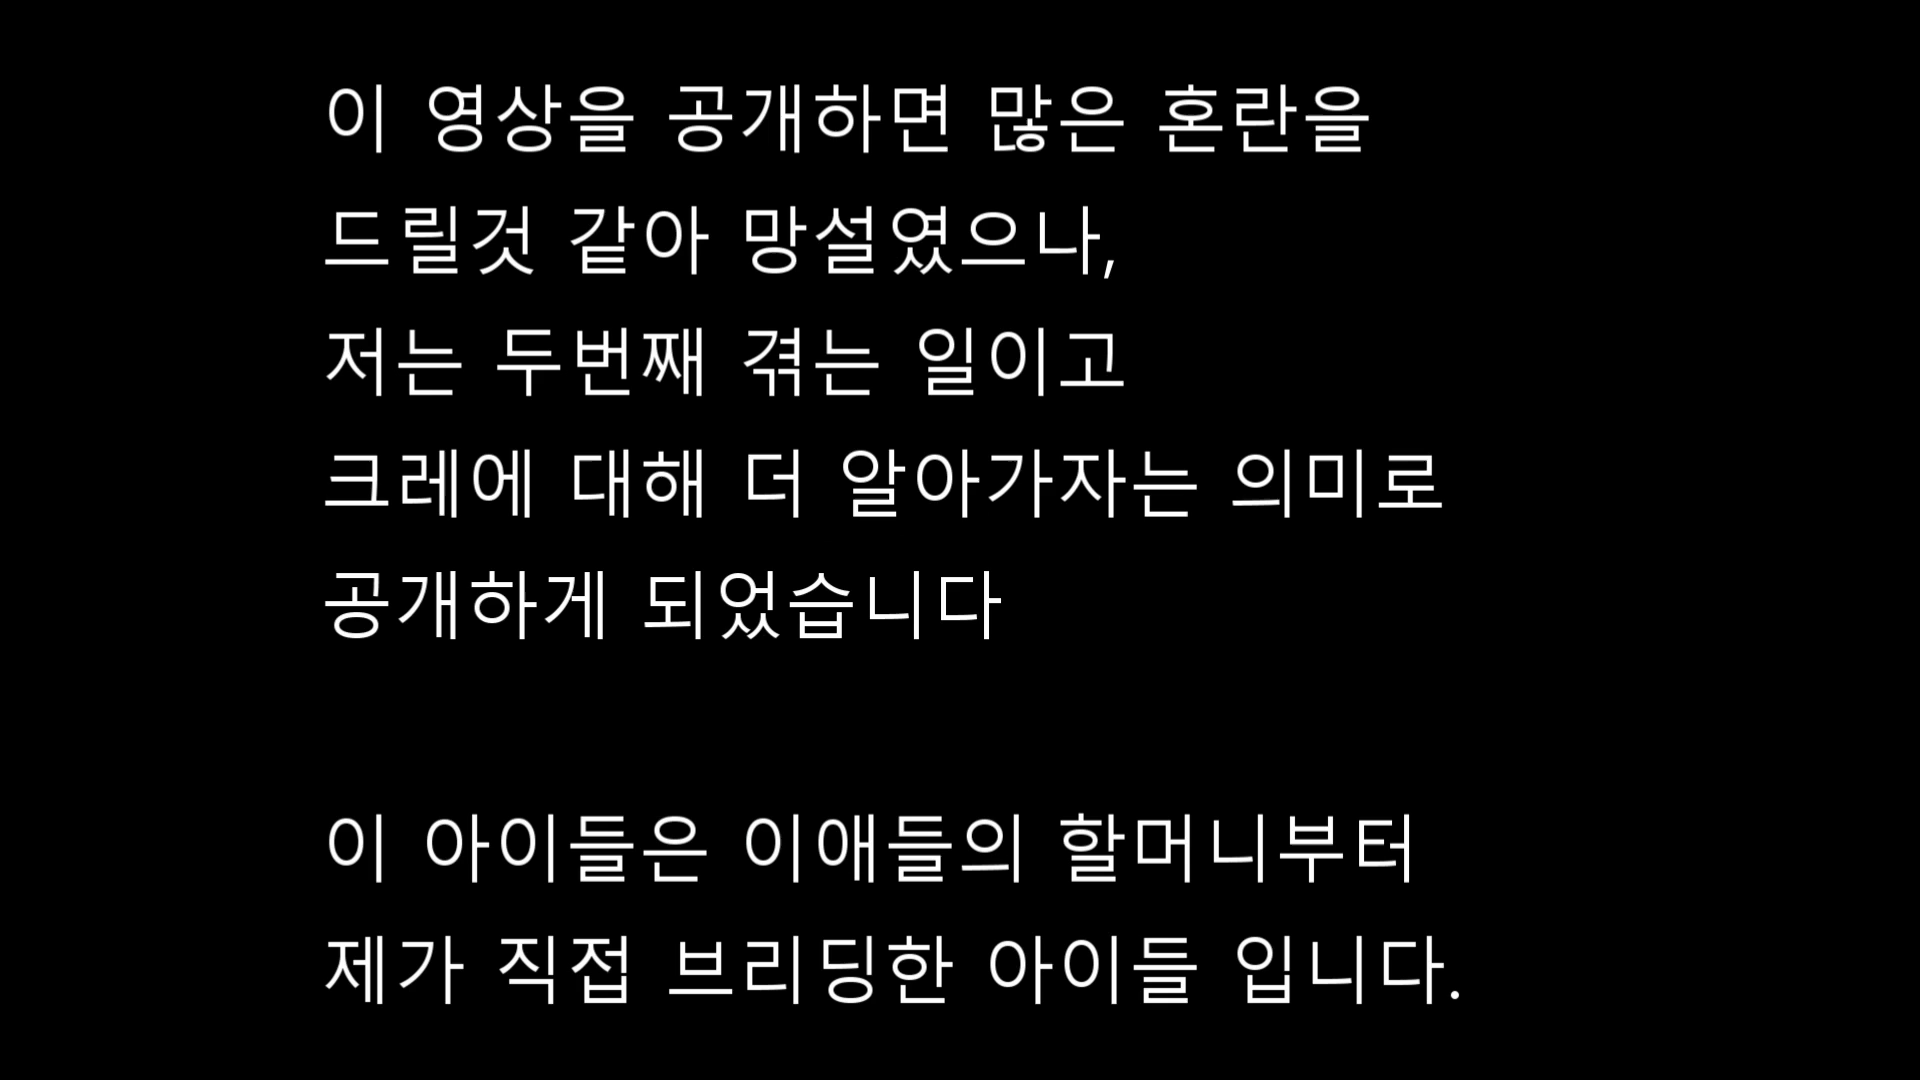 이 영상을 공개하면 많은 혼란을
드릴것 같아 망설였으나,
저는 두번째 겪는 일이고
크레에 대해 더 알아가자는 의미로
공개하게 되었습니다
이 아이들은 이애들의 할머니부터
제가 직접 브리딩한 아이들 입니다.